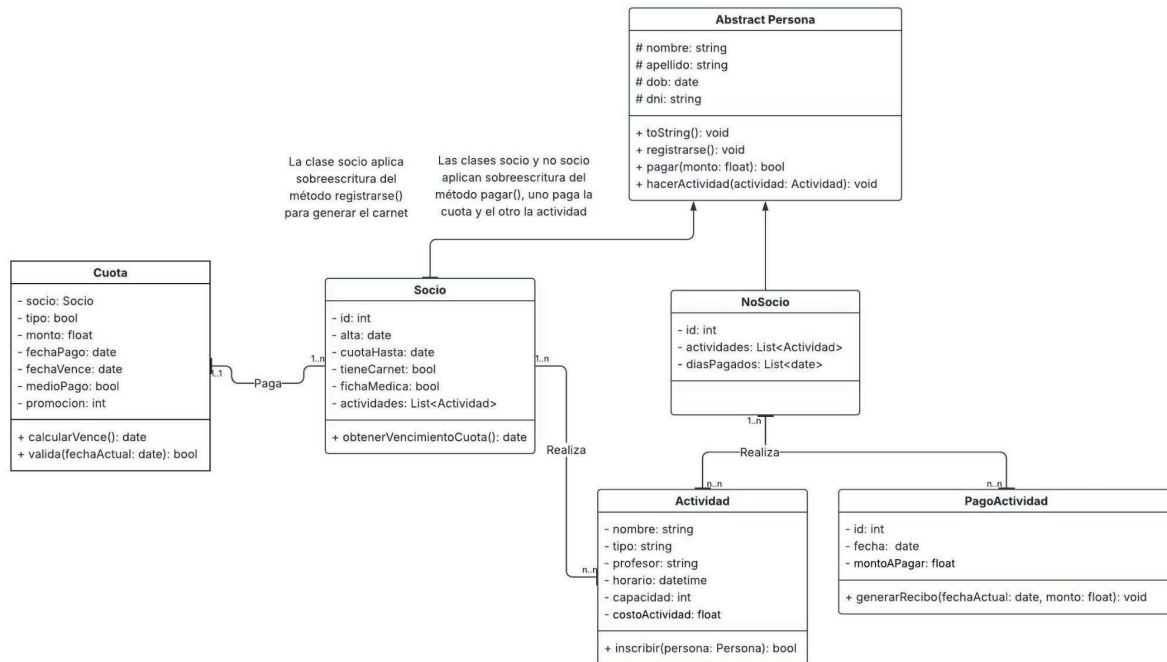 Abstract Persona
# nombre: string
# apellido: string
# dob: date
# dni: string
+ toString(): void
+ registrarse(): void
+ pagar(monto: float): bool
+ hacerActividad(actividad: Actividad): void
La clase socio aplica
sobreescritura del
método registrarse()
para generar el carnet
Las clases socio y no socio
aplican sobreescritura del
método pagar(), uno paga la
cuota y el otro la actividad
Cuota
- socio: Socio
- tipo: bool
- monto: float
- fechaPago: date
- fechaVence: date
- medioPago: bool
- promocion: int
+ calcularVence(): date
+ valida(fechaActual: date): bool
1..1
Paga
1..n
Socio
- id: int
- alta: date
- cuotaHasta: date
- tieneCarnet: bool
- fichaMedica: bool
- actividades: List<Actividad>
+ obtenerVencimientoCuota(): date
1..n
Realiza
n..n
NoSocio
- id: int
- actividades: List<Actividad>
- diasPagados: List<date>
1..n
Realiza
n..n
n..n
Actividad
- nombre: string
- tipo: string
- profesor: string
- horario: datetime
- capacidad: int
- costoActividad: float
+ inscribir(persona: Persona): bool
PagoActividad
- id: int
- fecha: date
- montoAPagar: float
+ generarRecibo(fechaActual: date, monto: float): void